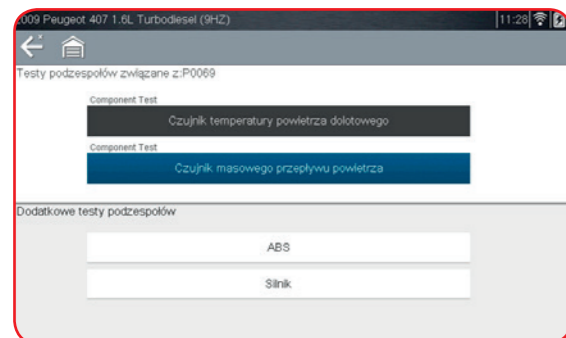 009 Peugeot 407 1.6L Turbodiesel (9HZ) 11:28
Testy podzespołów związane z:P0069
Component Test
Czujnik temperatury powietrza dolotowego
Component Test
Czujnik masowego przepływu powietrza
Dodatkowe testy podzespołów
ABS
Silnik